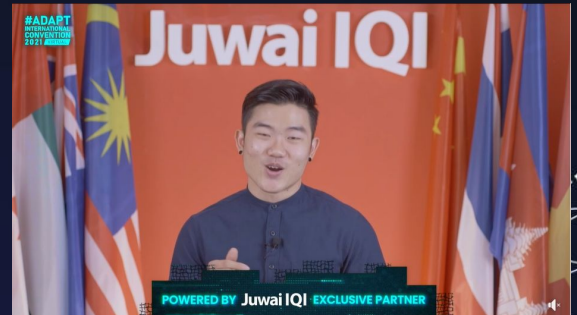 #ADAPT
INTERNATIONAL
CONVENTION
2021
Juwai IQI
POWERED BY Juwai IQI EXCLUSIVE PARTNER